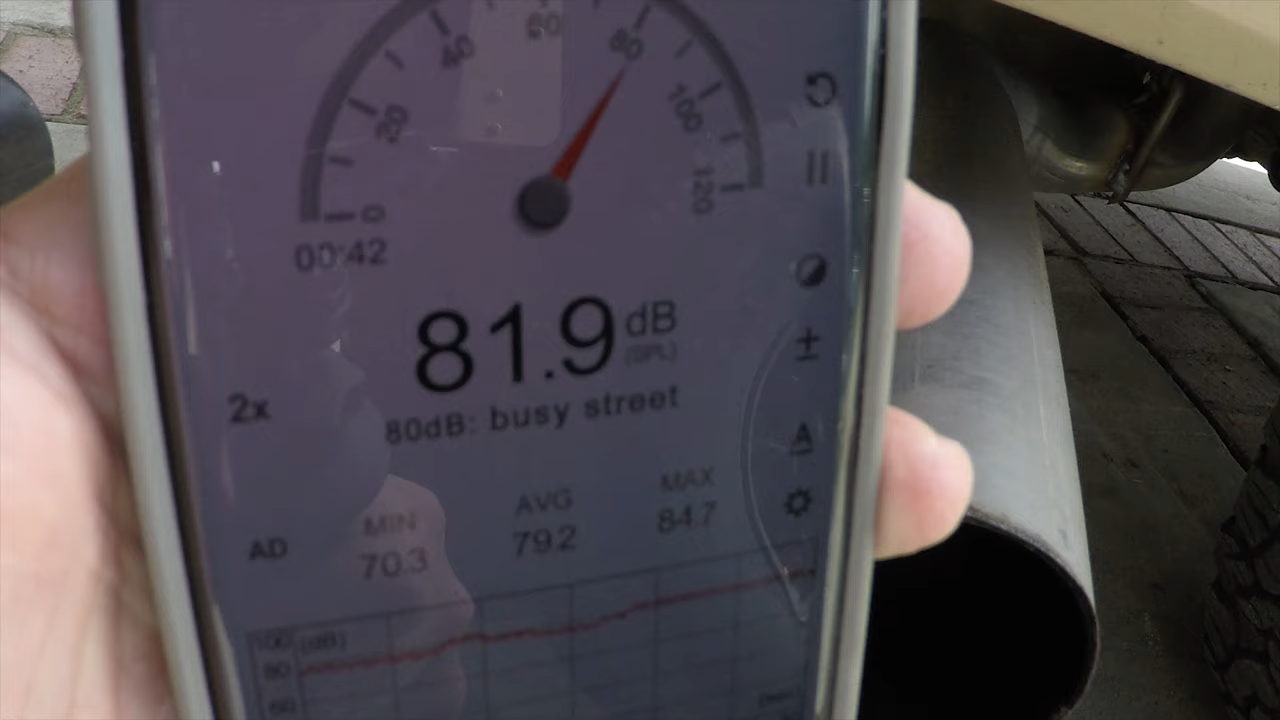 60
40
80
20
100
0
120
00:42
81.9 dB
(SPL)
2x
80dB: busy street
A
MIN AVG MAX
AD 70.3 79.2 84.7
100 (dB)
80
60